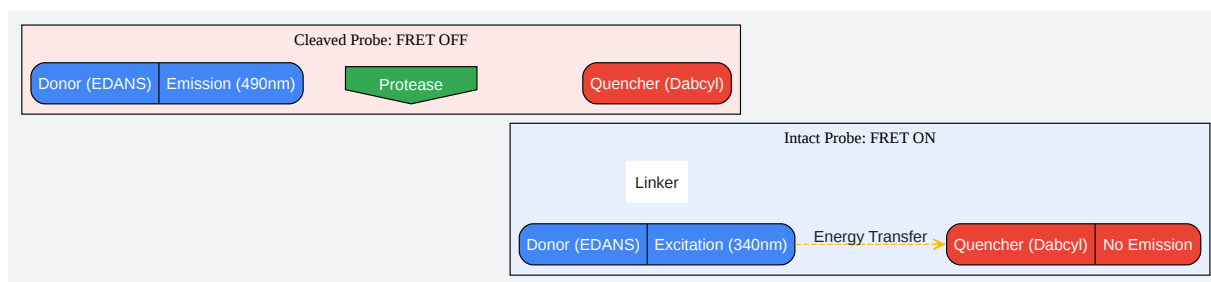 Cleaved Probe: FRET OFF
Donor (EDANS) Emission (490nm) Protease Quencher (Dabcyl)
Intact Probe: FRET ON
Linker
Donor (EDANS) Excitation (340nm) Energy Transfer Quencher (Dabcyl) No Emission